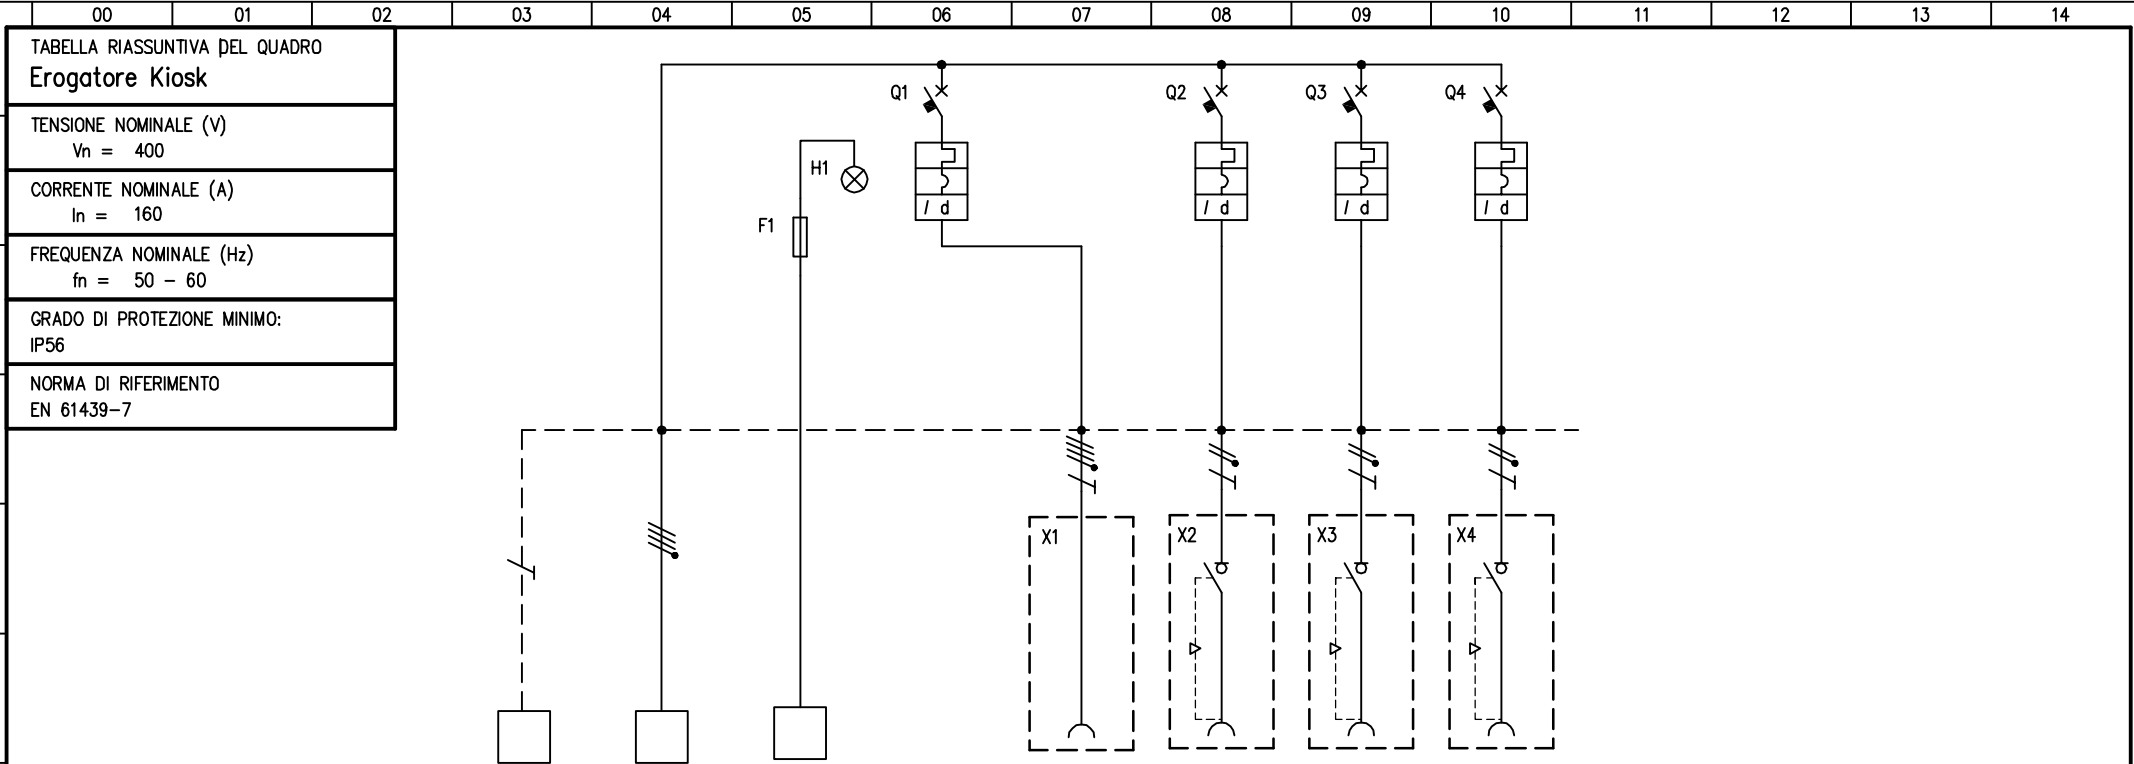 00 01 02 03 04 05 06 07 08 09 10 11 12 13 14
TABELLA RIASSUNTIVA DEL QUADRO
Erogatore Kiosk
TENSIONE NOMINALE (V)
Vn = 400
CORRENTE NOMINALE (A)
In = 160
FREQUENZA NOMINALE (Hz)
fn = 50 - 60
GRADO DI PROTEZIONE MINIMO:
IP56
NORMA DI RIFERIMENTO
EN 61439-7
Q1 Q2 Q3 Q4
H1
I d I d I d I d
F1
X1 X2 X3 X4